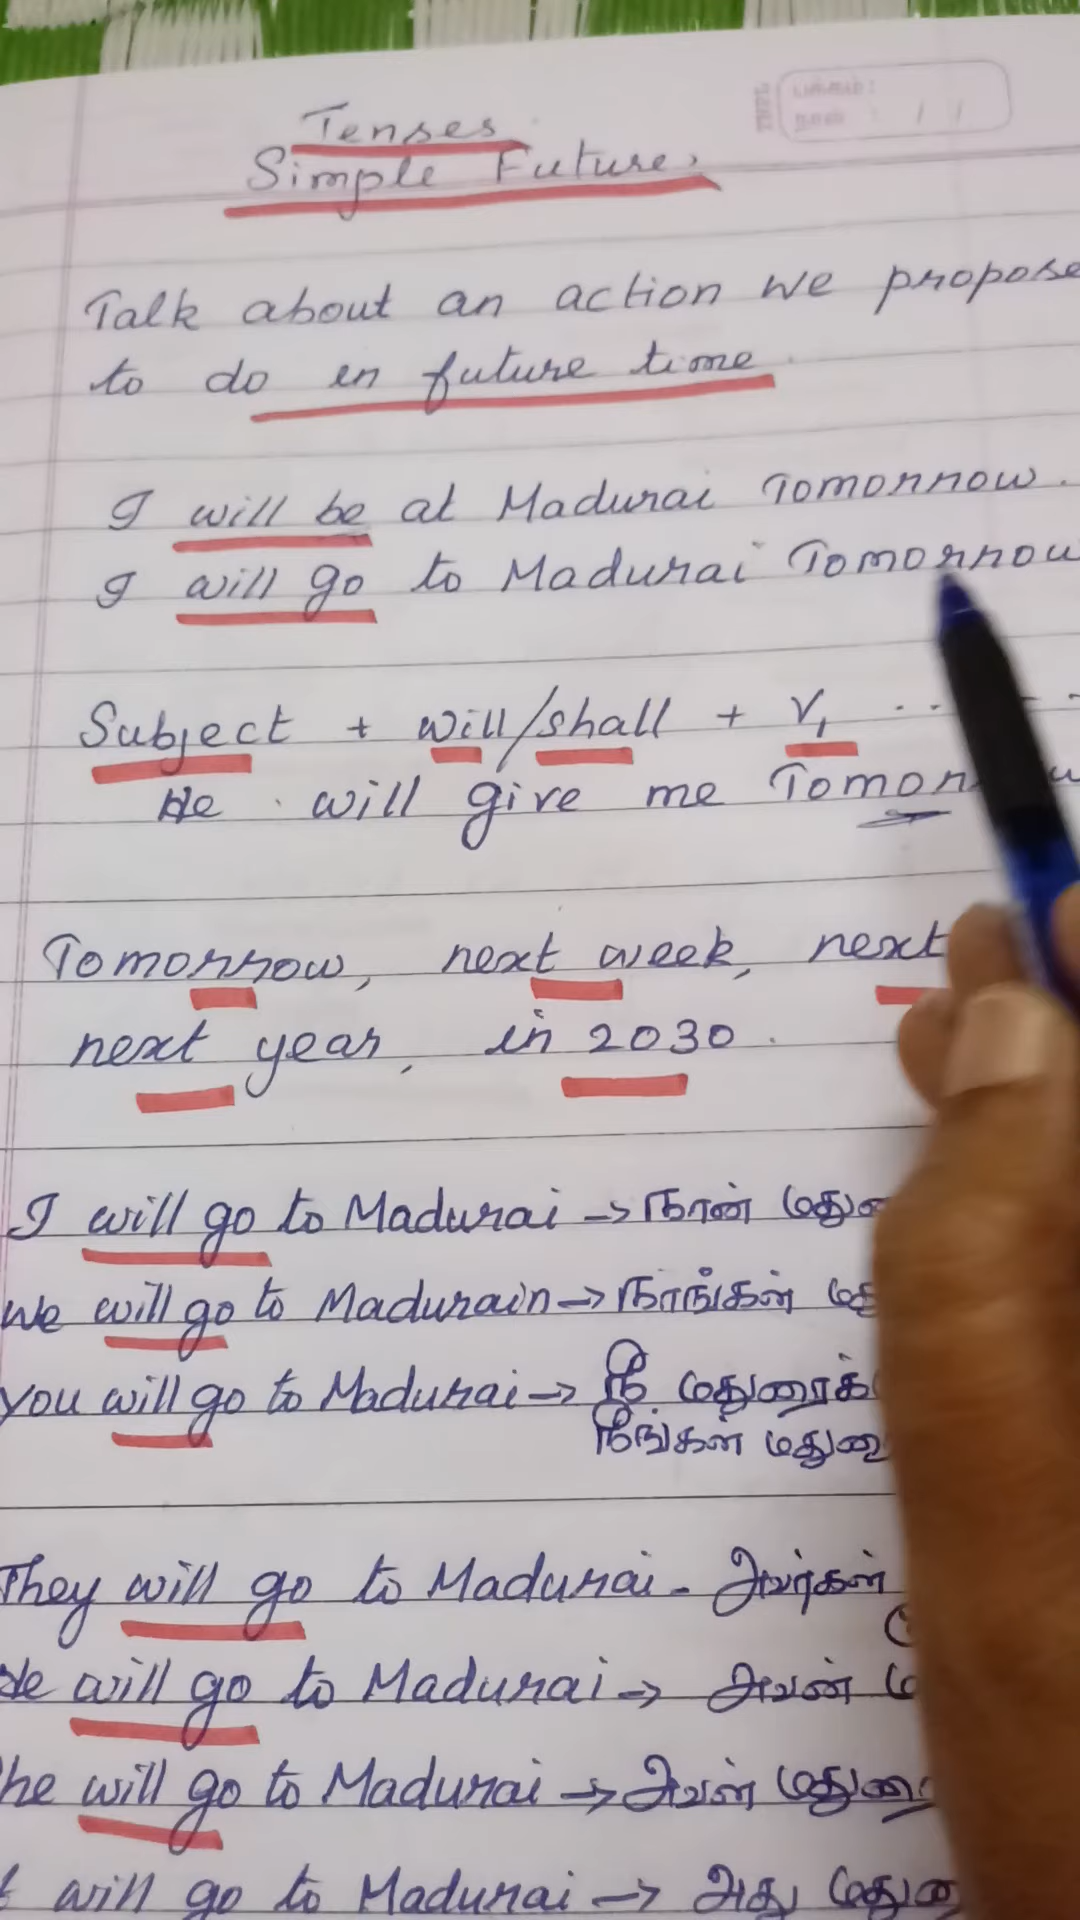 Tenses
Simple Future.
Talk about an action we propose
to do in future time.
I will be at Madurai Tomorrow.
I will go to Madurai Tomorrow
Subject + will/shall + V₁ ......
He will give me
Tomorrow, next week, next
next year, in 2030.
I will go to Madurai → நான்
We will go to Madurain → நாங்கள்
You will go to Madurai → நீ மதுரைக்
நீங்கள்
They will go to Madurai - அவர்கள்
He will go to Madurai → அவன்
he will go to Madurai → அவள்
will go to Madurai → அது